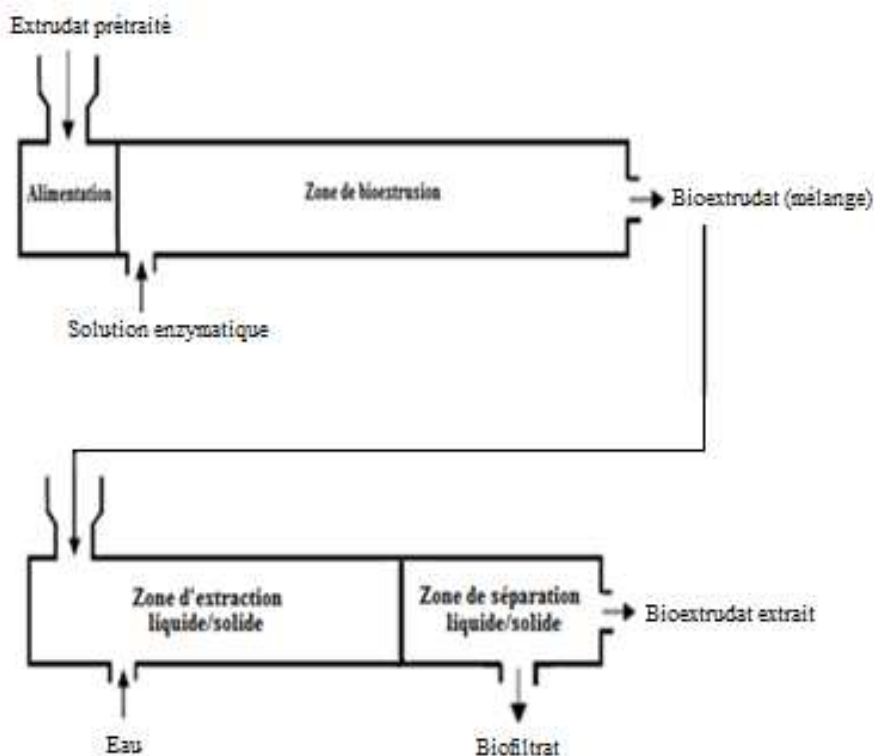 Extrudat prétraité
Alimentation
Zone de bioextrusion
Bioextrudat (mélange)
Solution enzymatique
Zone d'extraction
liquide/solide
Zone de séparation
liquide/solide
Bioextrudat extrait
Eau
Biofiltrat